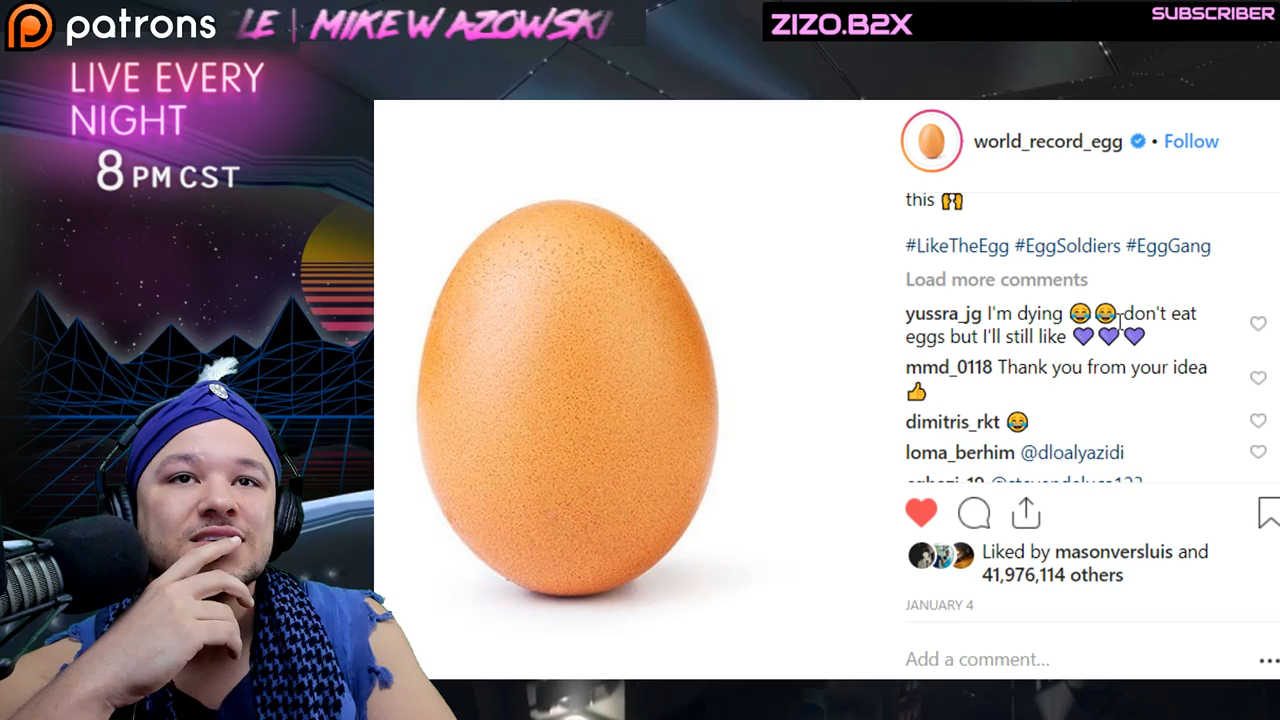 patrons
LE | MIKEWAZOWSKI
ZIZO.B2X
SUBSCRIBER
LIVE EVERY
NIGHT
8 PM CST
world_record_egg • Follow
this 🙌
#LikeTheEgg #EggSoldiers #EggGang
Load more comments
yussra_jg I'm dying 😂😂 don't eat
eggs but I'll still like 💜💜💜
mmd_0118 Thank you from your idea
👍
dimitris_rkt 😂
loma_berhim @dloalyazidi
Liked by masonversluis and
41,976,114 others
JANUARY 4
Add a comment...